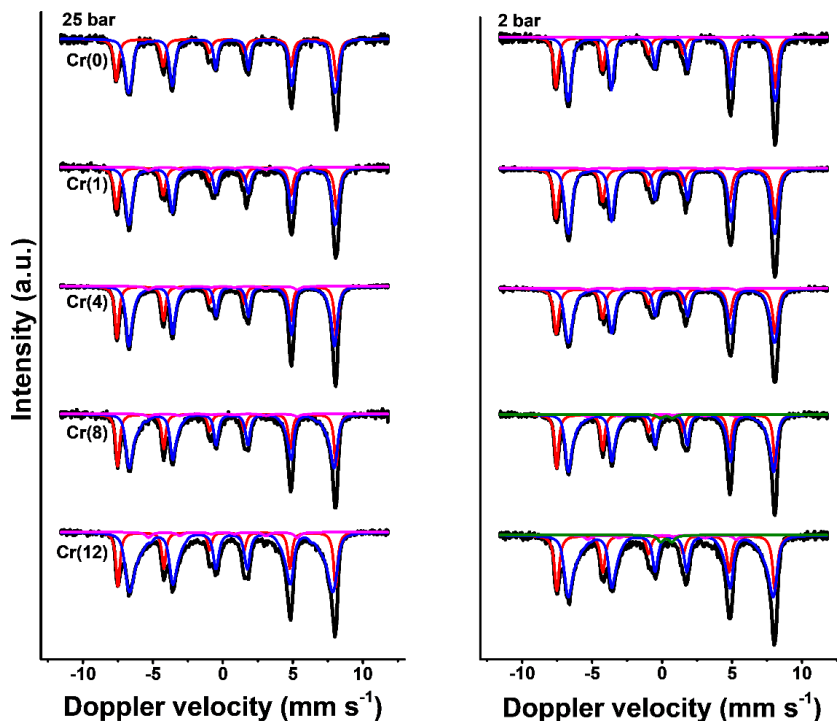 25 bar
Cr(0)
Cr(1)
Cr(4)
Cr(8)
Cr(12)
Intensity (a.u.)
-10 -5 0 5 10
Doppler velocity (mm s⁻¹)
2 bar
-10 -5 0 5 10
Doppler velocity (mm s⁻¹)